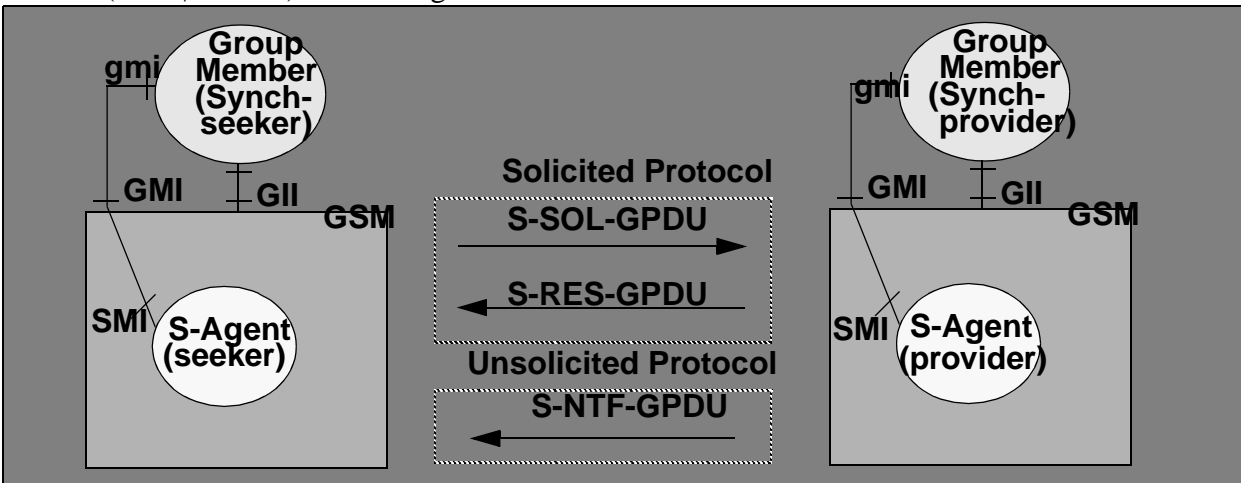 Group
Member
(Synch-
seeker)
gmi
GMI
GII
GSM
SMI
S-Agent
(seeker)
Solicited Protocol
S-SOL-GPDU
S-RES-GPDU
Unsolicited Protocol
S-NTF-GPDU
Group
Member
(Synch-
provider)
gmi
GMI
GII
GSM
SMI
S-Agent
(provider)